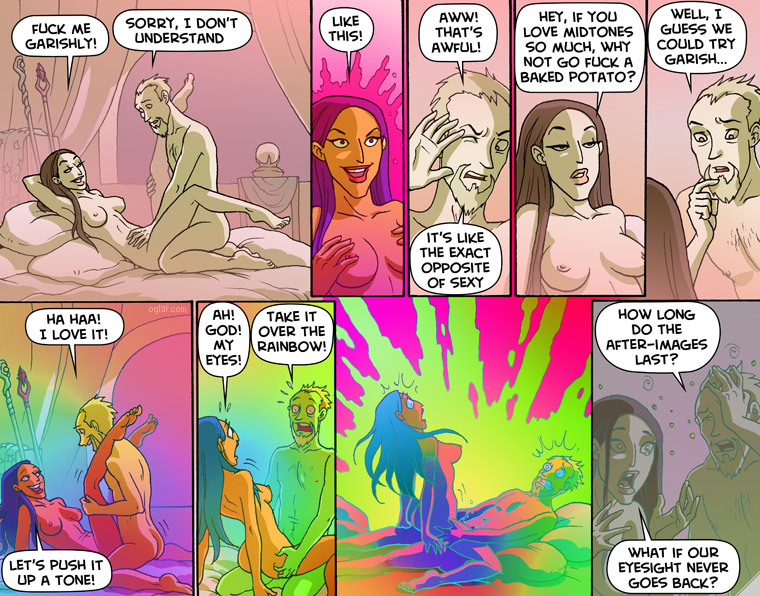 FUCK ME
GARISHLY!
SORRY, I DON'T
UNDERSTAND
LIKE
THIS!
AWW!
THAT'S
AWFUL!
IT'S LIKE
THE EXACT
OPPOSITE
OF SEXY
HEY, IF YOU
LOVE MIDTONES
SO MUCH, WHY
NOT GO FUCK A
BAKED POTATO?
WELL, I
GUESS WE
COULD TRY
GARISH...
HA HAA!
I LOVE IT!
oglaf.com
LET'S PUSH IT
UP A TONE!
AH!
GOD!
MY
EYES!
TAKE IT
OVER THE
RAINBOW!
HOW LONG
DO THE
AFTER-IMAGES
LAST?
WHAT IF OUR
EYESIGHT NEVER
GOES BACK?